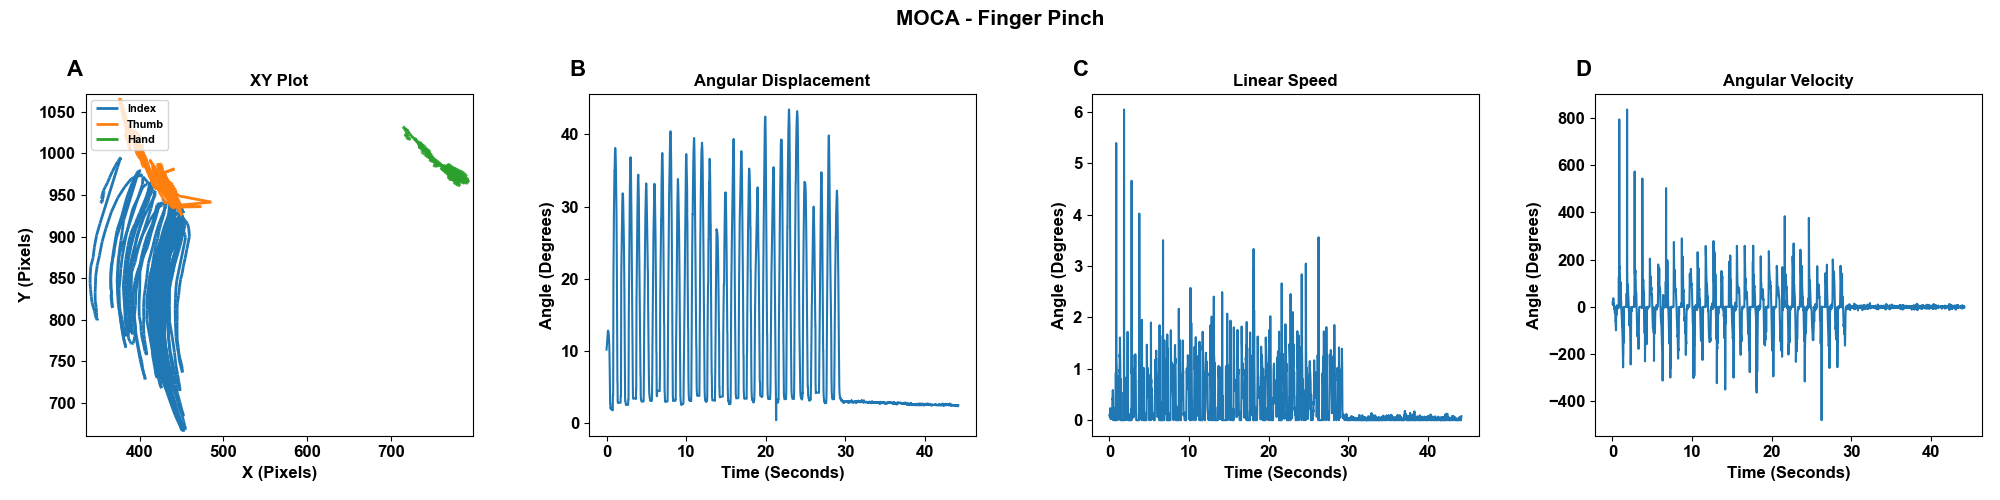 MOCA - Finger Pinch
A
XY Plot
Index
Thumb
Hand
1050
1000
950
900
850
800
750
700
400
500
600
700
Y (Pixels)
X (Pixels)
B
Angular Displacement
40
30
20
10
0
0
10
20
30
40
Angle (Degrees)
Time (Seconds)
C
Linear Speed
6
5
4
3
2
1
0
0
10
20
30
40
Angle (Degrees)
Time (Seconds)
D
Angular Velocity
800
600
400
200
0
−200
−400
0
10
20
30
40
Angle (Degrees)
Time (Seconds)